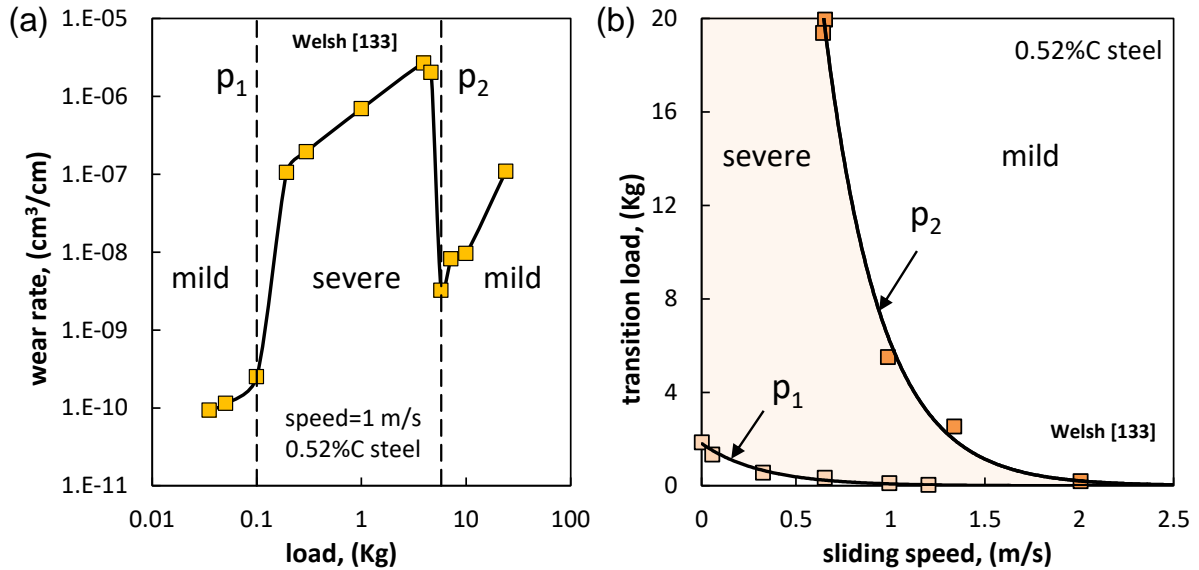 (a)
Welsh [133]
p1
p2
mild
severe
mild
speed=1 m/s
0.52%C steel
wear rate, (cm³/cm)
1.E-05
1.E-06
1.E-07
1.E-08
1.E-09
1.E-10
1.E-11
0.01
0.1
1
10
100
load, (Kg)
(b)
0.52%C steel
severe
mild
p2
p1
Welsh [133]
transition load, (Kg)
20
16
12
8
4
0
0
0.5
1
1.5
2
2.5
sliding speed, (m/s)